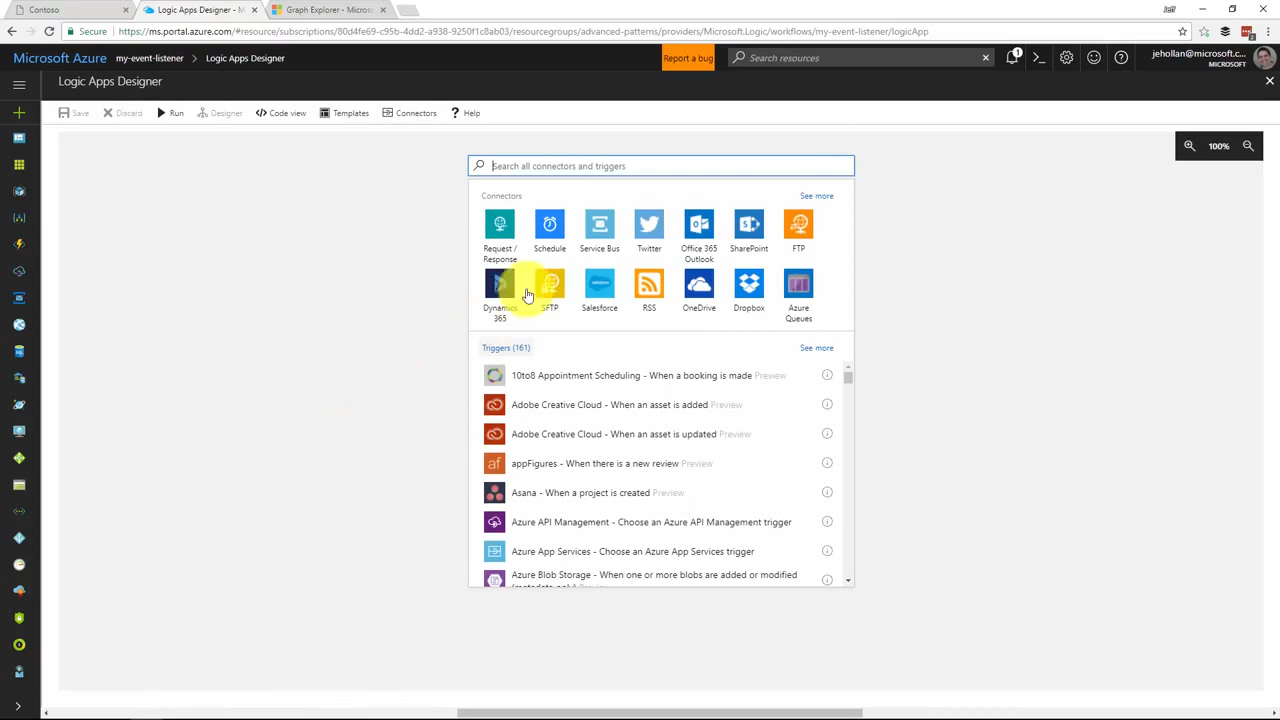 Contoso
Logic Apps Designer - M
Graph Explorer - Micros
Jeff
Secure
https://ms.portal.azure.com/#resource/subscriptions/80d4fe69-c95b-4dd2-a938-9250f1c8ab03/resourcegroups/advanced-patterns/providers/Microsoft.Logic/workflows/my-event-listener/logicApp
Microsoft Azure
my-event-listener
Logic Apps Designer
Report a bug
Search resources
1
jehollan@microsoft.c...
MICROSOFT
Logic Apps Designer
Save
Discard
Run
Designer
Code view
Templates
Connectors
Help
100%
Search all connectors and triggers
Connectors
See more
Request / Response
Schedule
Service Bus
Twitter
Office 365 Outlook
SharePoint
FTP
Dynamics 365
SFTP
Salesforce
RSS
OneDrive
Dropbox
Azure Queues
Triggers (161)
See more
10to8 Appointment Scheduling - When a booking is made Preview
Adobe Creative Cloud - When an asset is added Preview
Adobe Creative Cloud - When an asset is updated Preview
af
appFigures - When there is a new review Preview
Asana - When a project is created Preview
Azure API Management - Choose an Azure API Management trigger
Azure App Services - Choose an Azure App Services trigger
Azure Blob Storage - When one or more blobs are added or modified
(metadata only) Preview